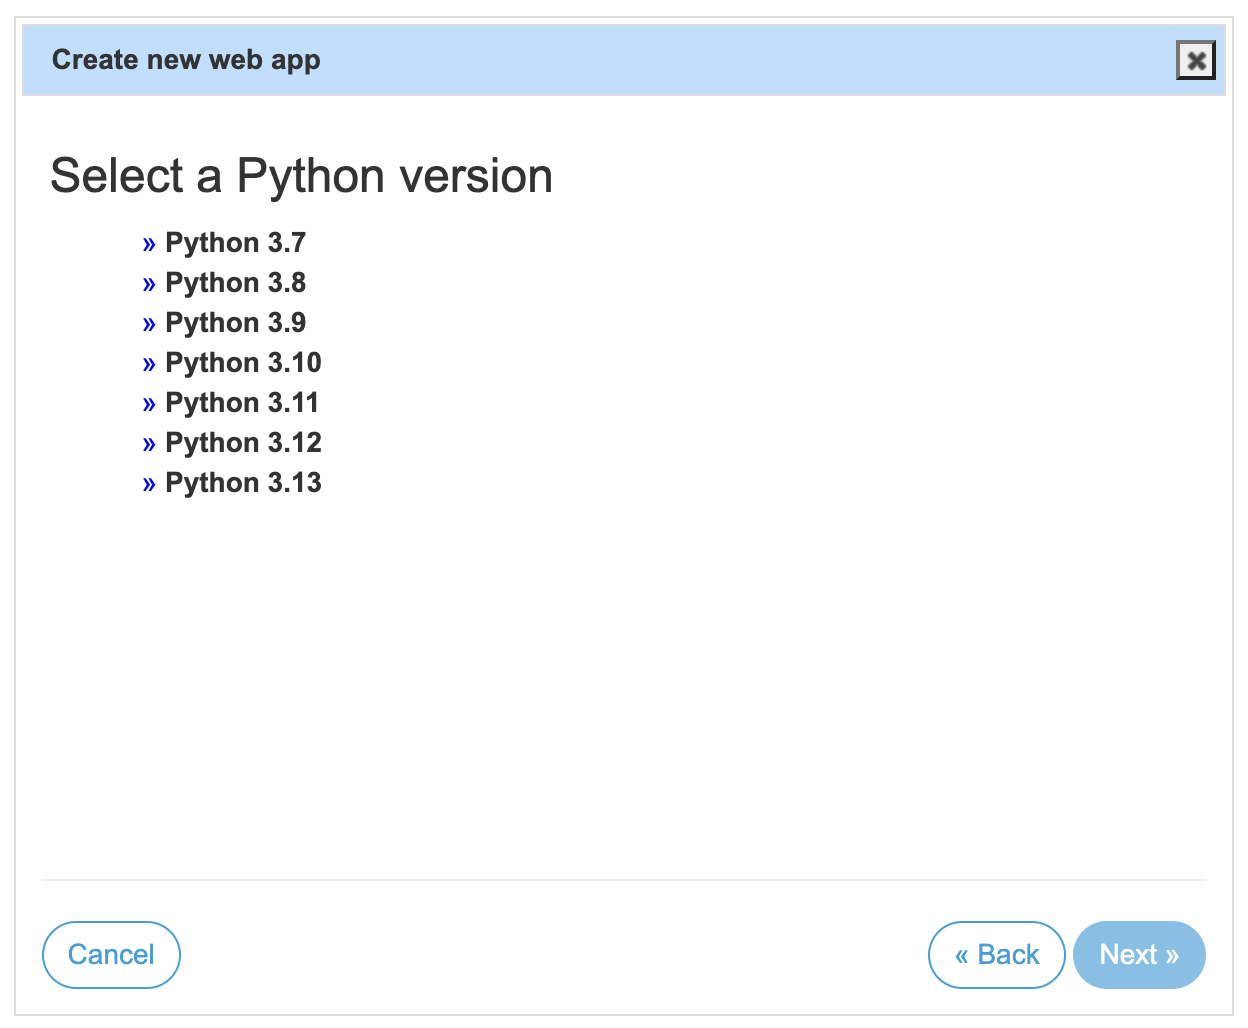 Create new web app
Select a Python version
» Python 3.7
» Python 3.8
» Python 3.9
» Python 3.10
» Python 3.11
» Python 3.12
» Python 3.13
Cancel
« Back
Next »